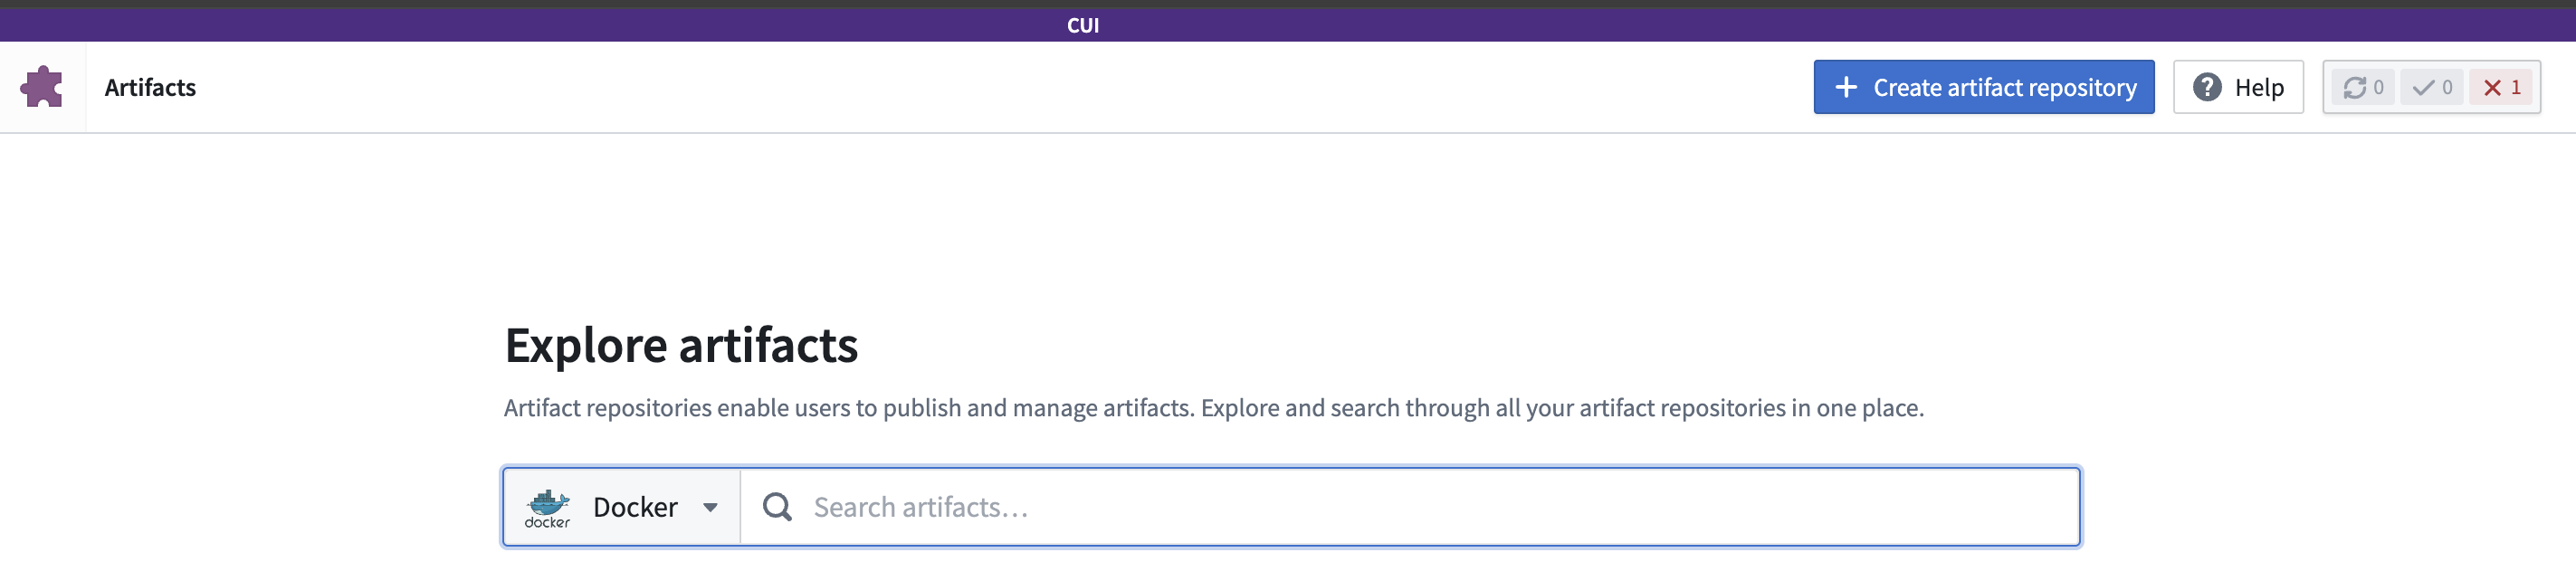 CUI
Artifacts
Create artifact repository
Help
0
0
1
Explore artifacts
Artifact repositories enable users to publish and manage artifacts. Explore and search through all your artifact repositories in one place.
docker
Docker
Search artifacts...